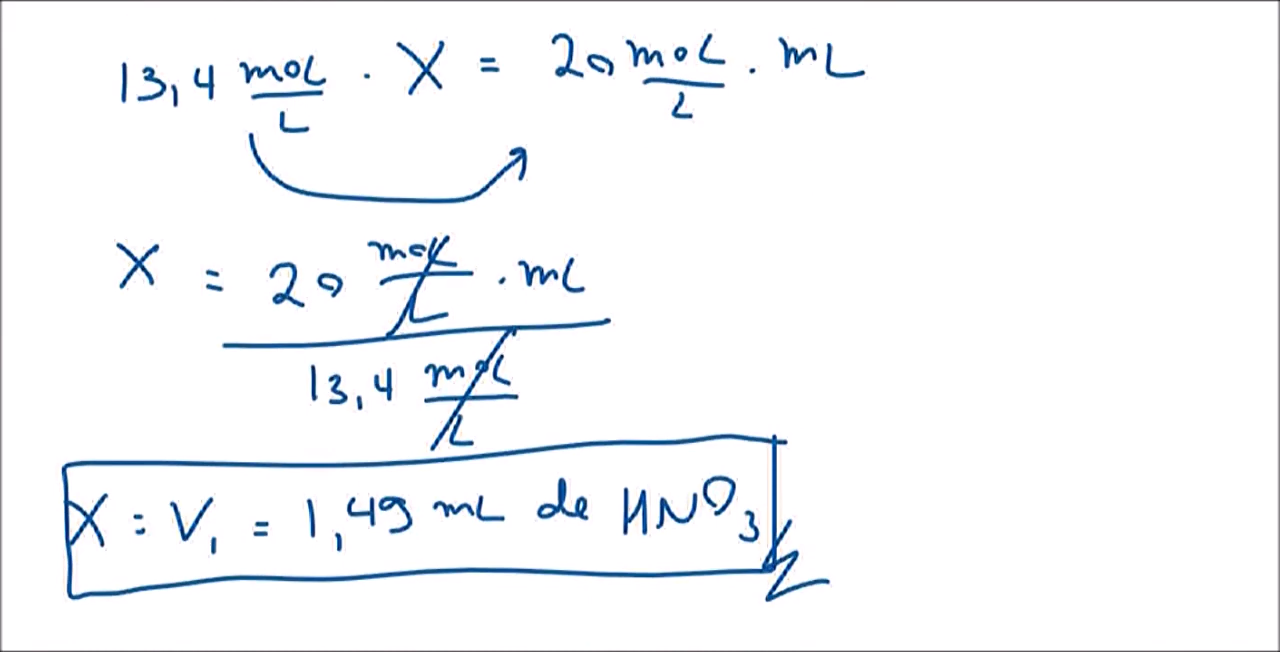 13,4 mol/L . X = 20 mol/L . mL
X = 20 mol/L . mL
13,4 mol/L
X = V₁ = 1,49 mL de HNO₃